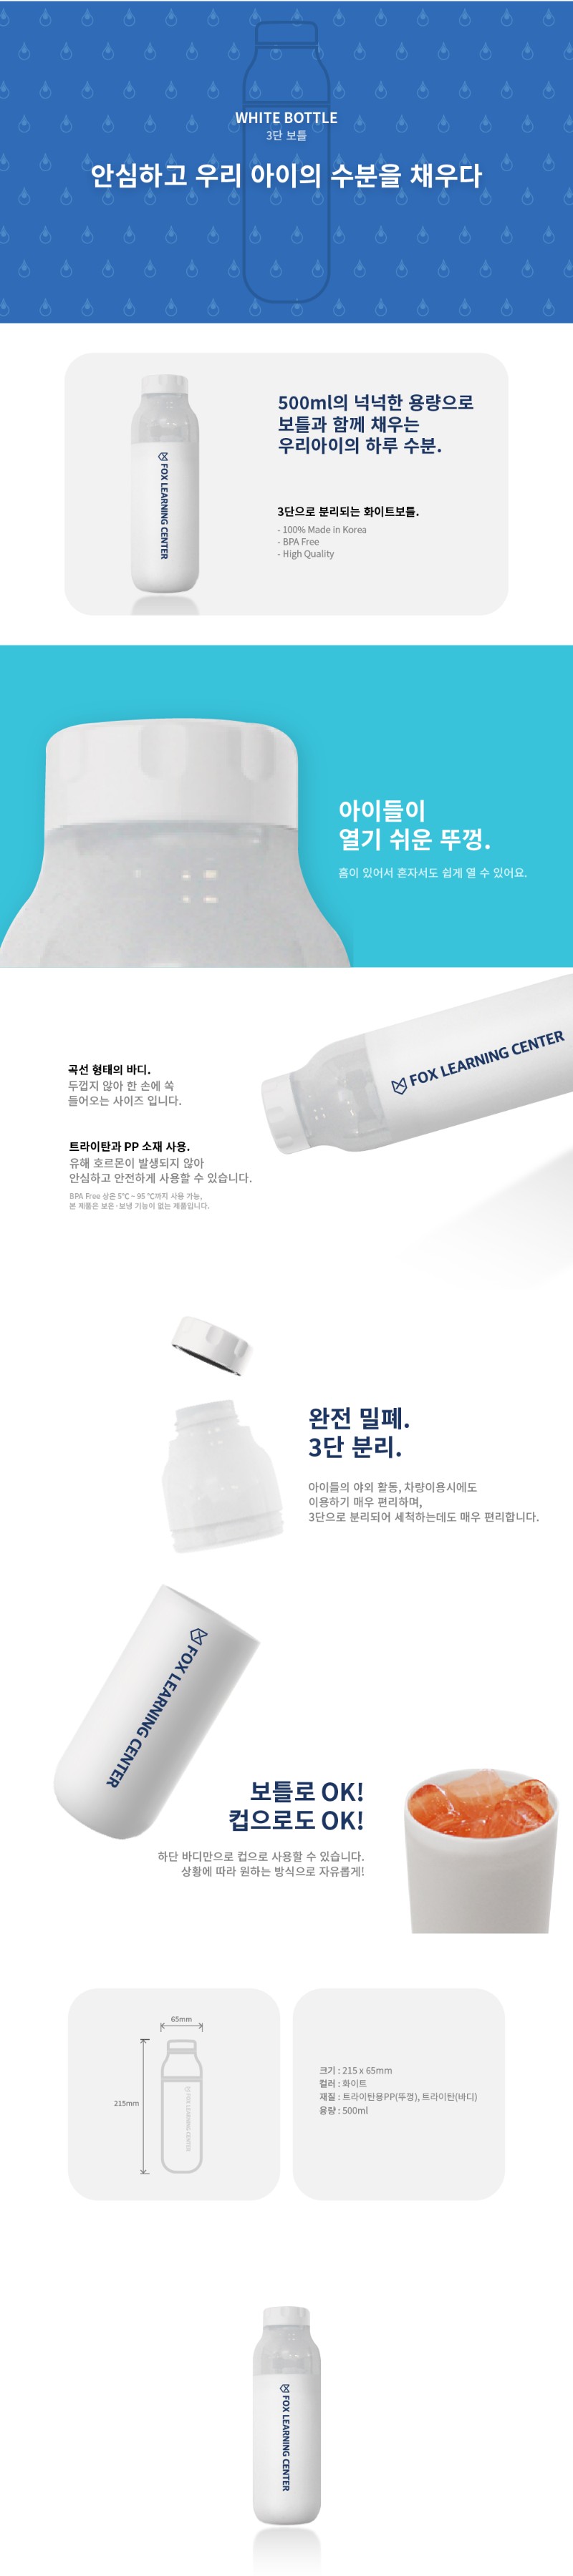 WHITE BOTTLE
3단 보틀
안심하고 우리 아이의 수분을 채우다
FOX LEARNING CENTER
500ml의 넉넉한 용량으로
보틀과 함께 채우는
우리아이의 하루 수분.
3단으로 분리되는 화이트보틀.
- 100% Made in Korea
- BPA Free
- High Quality
아이들이
열기 쉬운 뚜껑.
홈이 있어서 혼자서도 쉽게 열 수 있어요.
FOX LEARNING CENTER
곡선 형태의 바디.
두껍지 않아 한 손에 쏙
들어오는 사이즈 입니다.
트라이탄과 PP 소재 사용.
유해 호르몬이 발생되지 않아
안심하고 안전하게 사용할 수 있습니다.
BPA Free 상온 5℃ ~ 95 ℃까지 사용 가능,
본 제품은 보온·보냉 기능이 없는 제품입니다.
완전 밀폐.
3단 분리.
아이들의 야외 활동, 차량이용시에도
이용하기 매우 편리하며,
3단으로 분리되어 세척하는데도 매우 편리합니다.
FOX LEARNING CENTER
보틀로 OK!
컵으로도 OK!
하단 바디만으로 컵으로 사용할 수 있습니다.
상황에 따라 원하는 방식으로 자유롭게!
65mm
215mm
FOX LEARNING CENTER
크기 : 215 x 65mm
컬러 : 화이트
재질 : 트라이탄용PP(뚜껑), 트라이탄(바디)
용량 : 500ml
FOX LEARNING CENTER